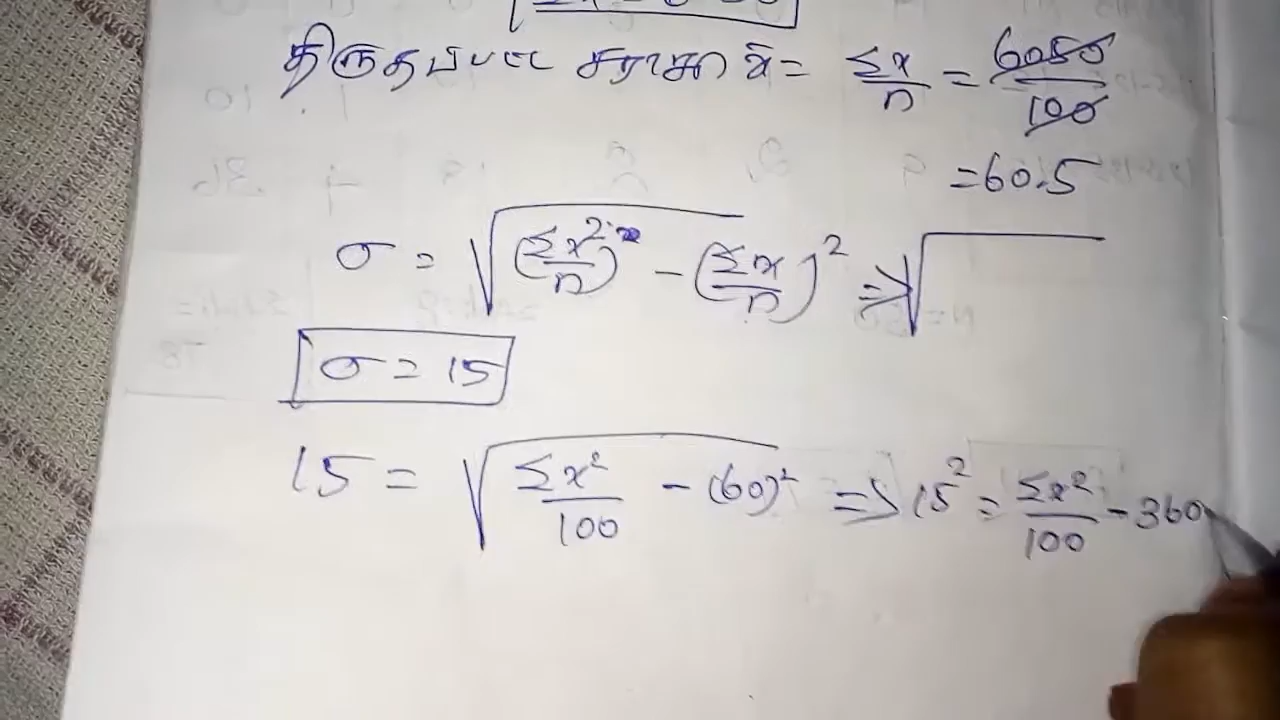 திருதப்பட்ட சராசரி x̄ = Σx/n = 6050/100
= 60.5
σ = √(Σx²/n) - (Σx/n)² => √
σ = 15
15 = √Σx²/100 - (60)² => 15² = Σx²/100 - 360